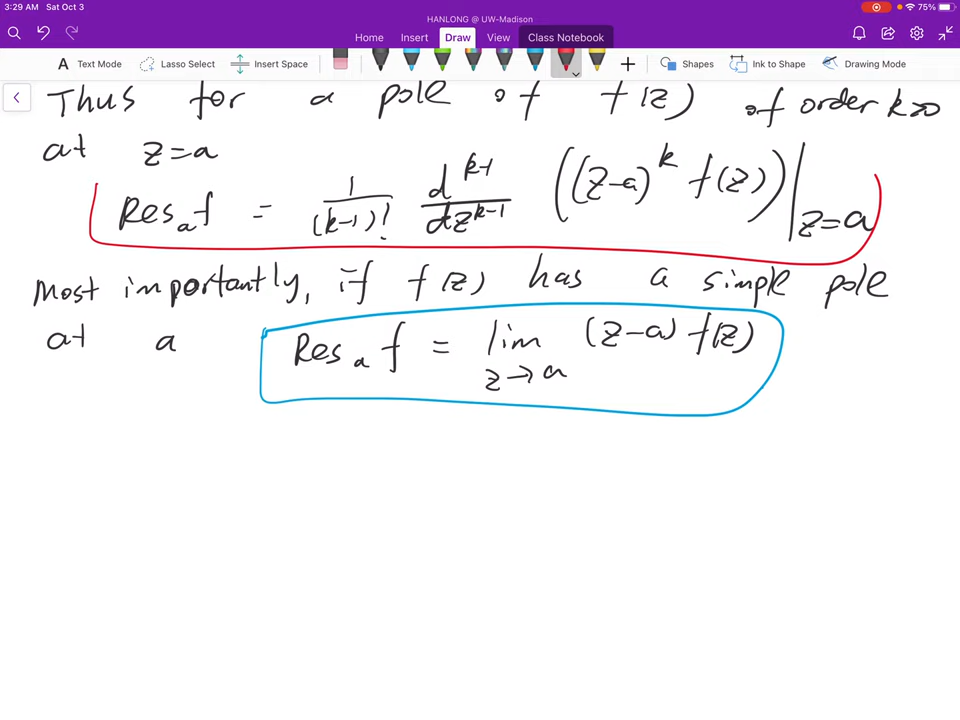 3:29 AM Sat Oct 3
75%
HANLONG @ UW-Madison
Home Insert Draw View Class Notebook
A Text Mode Lasso Select Insert Space Shapes Ink to Shape Drawing Mode
Thus for a pole of f(z) of order k>0
at z=a
Res_a f = 1/(k-1)! d^{k-1}/dz^{k-1} ((z-a)^k f(z))|_{z=a}
Most importantly, if f(z) has a simple pole
at a Res_a f = lim_{z→a} (z-a) f(z)